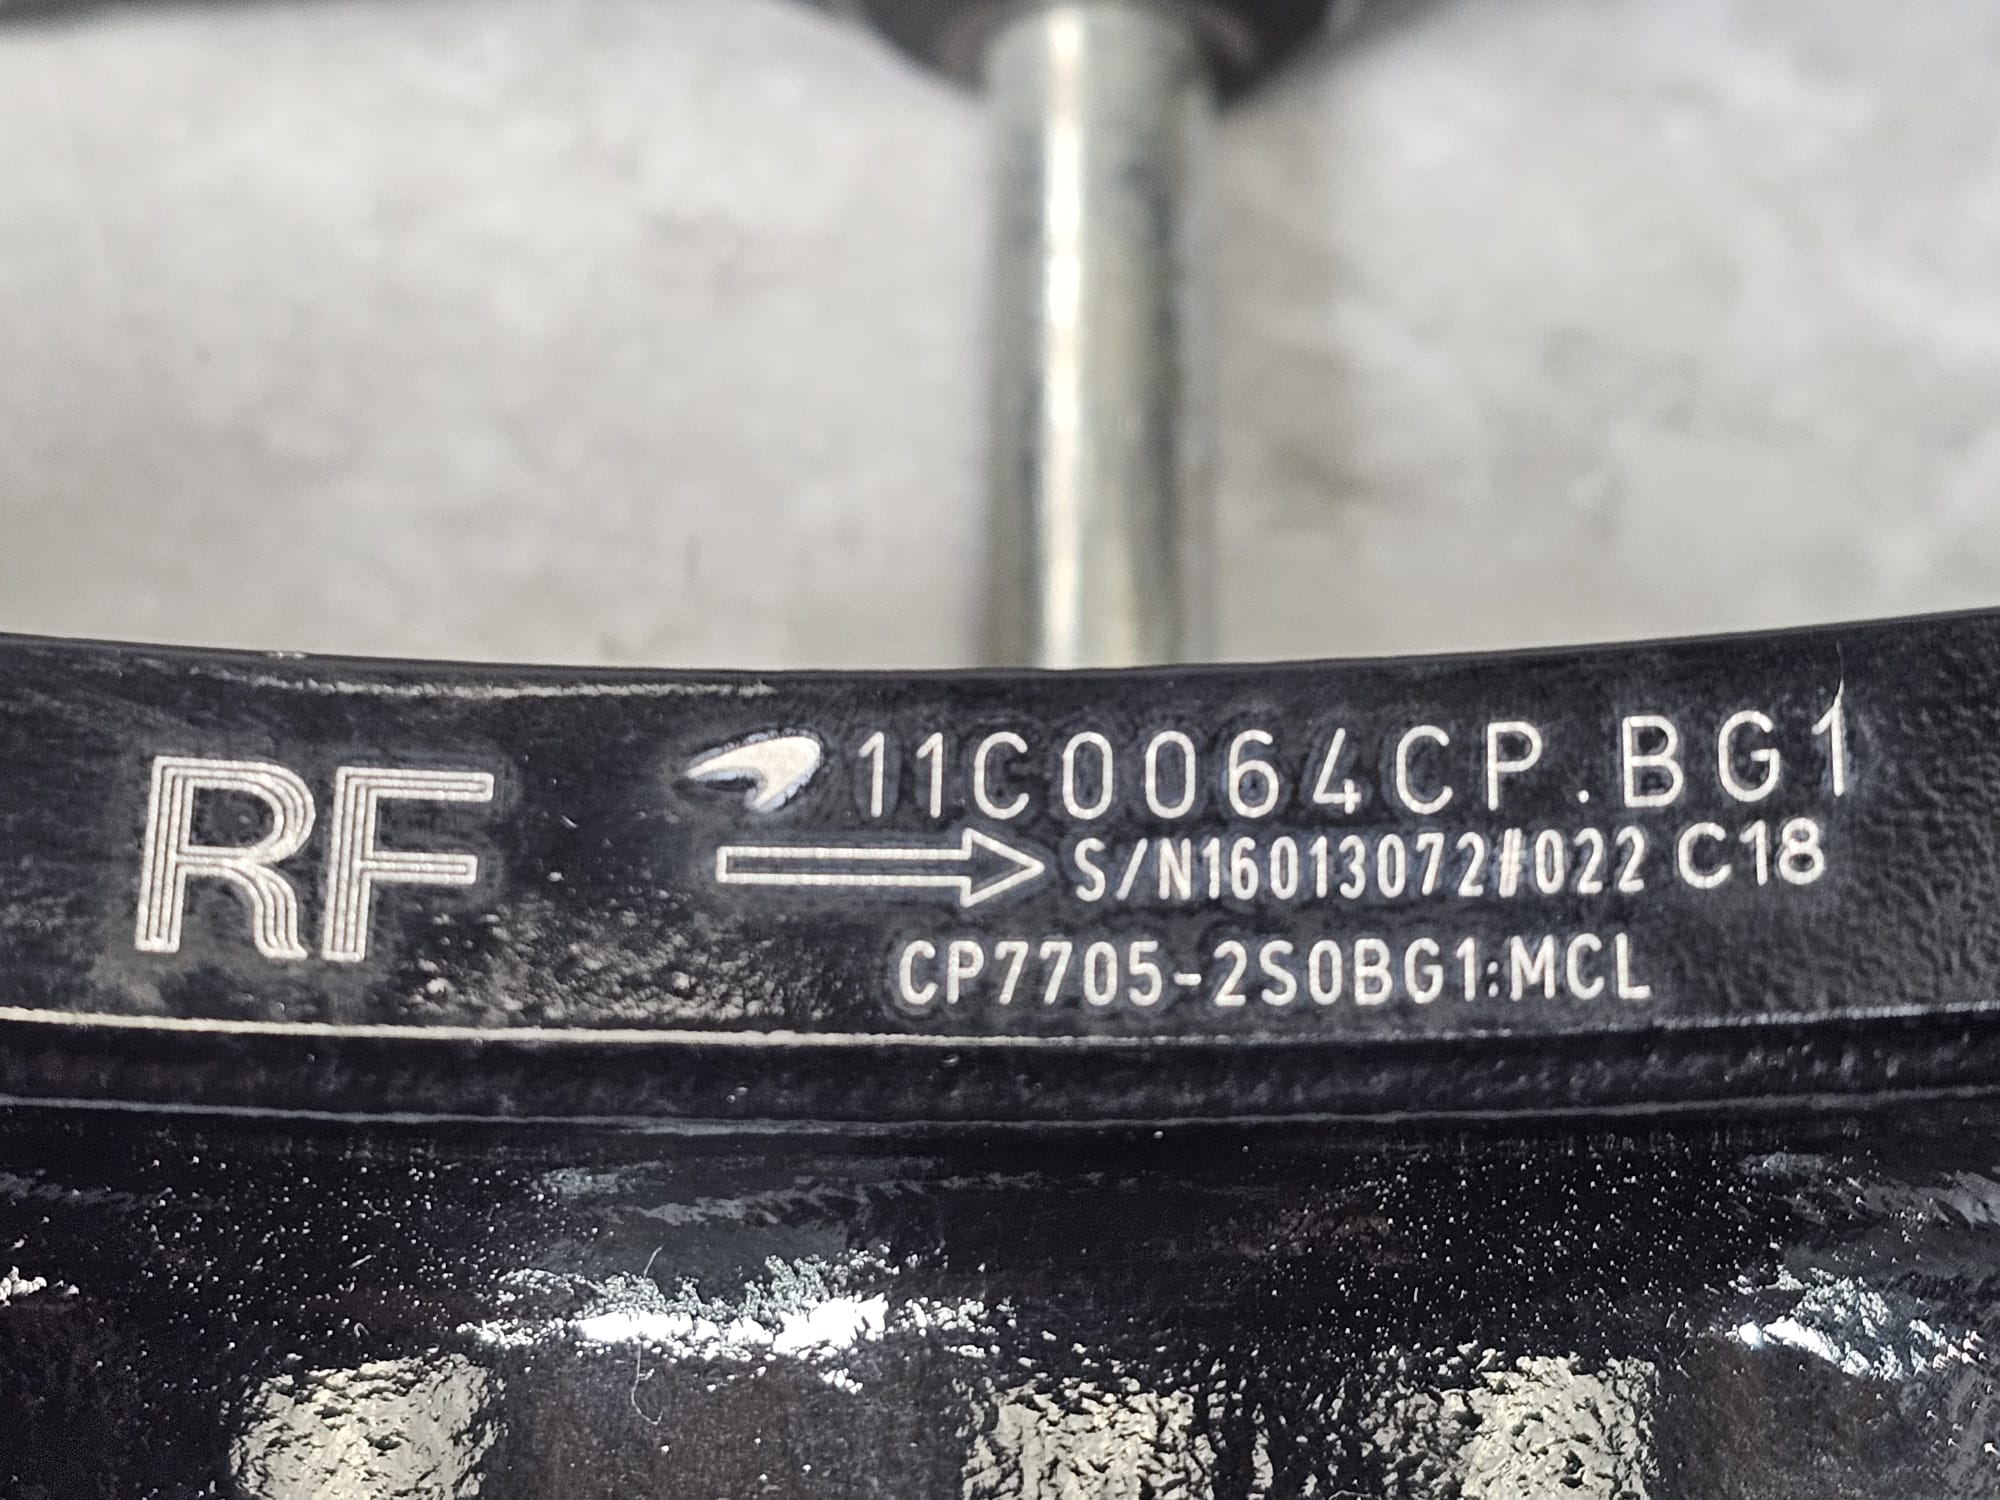 RF
11C0064CP.BG1
S/N16013072#022 C18
CP7705-2S0BG1:MCL